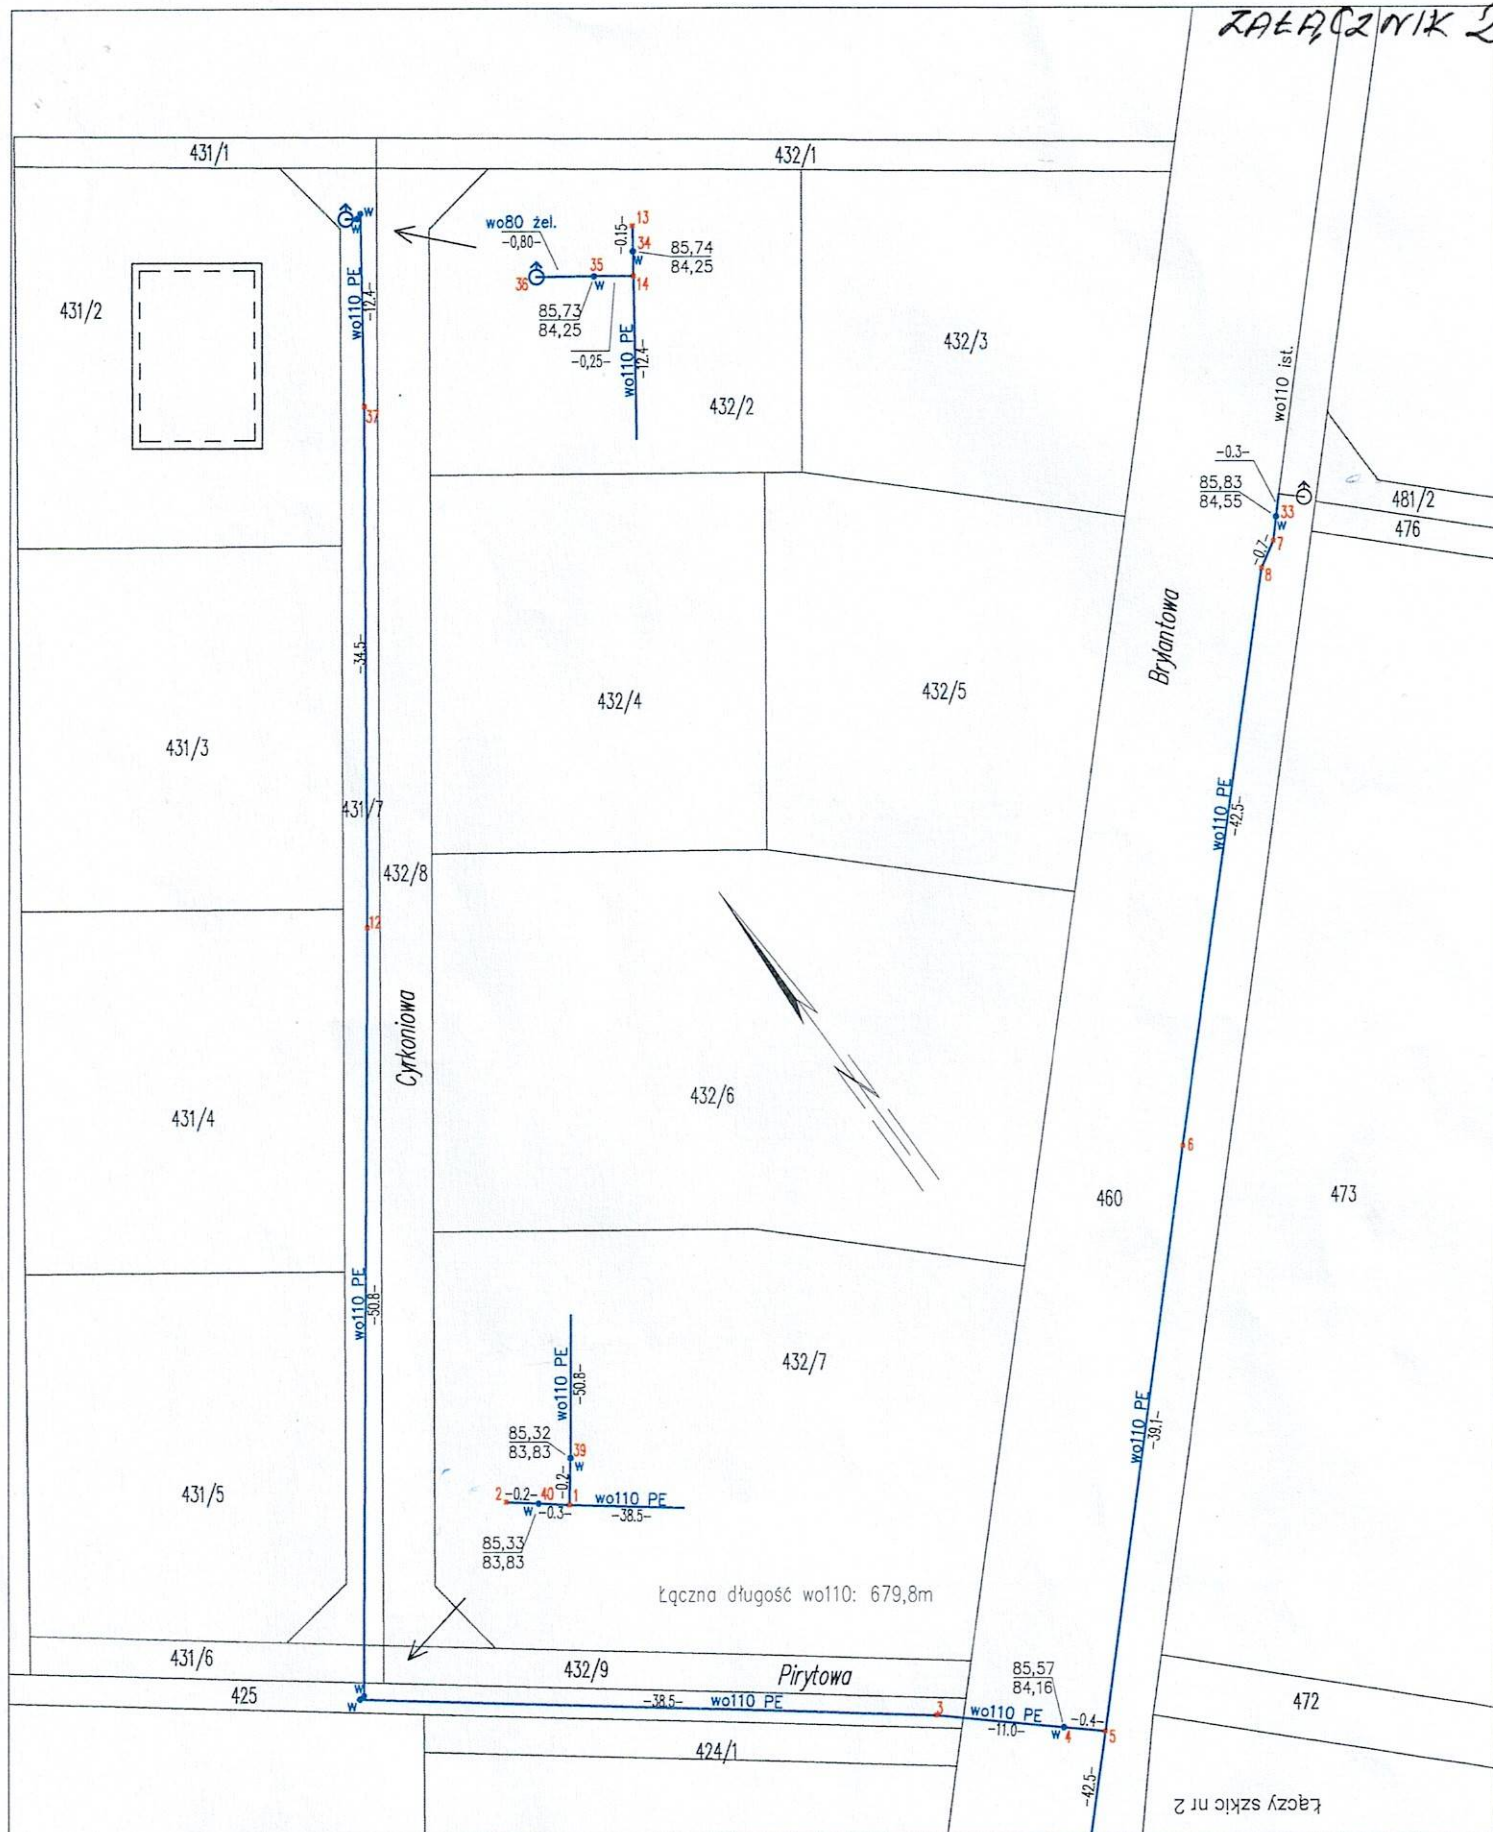 ZAŁĄCZNIK 2
431/1
432/1
w
w
wo110 PE
-12.4-
431/2
37
wo80 żel.
-0,80-
13
-0.15-
34
w
85,74
84,25
36
35
w
14
85,73
84,25
-0,25-
wo110 PE
-12.4-
432/2
432/3
wo110 ist.
-0.3-
85,83
84,55
33
w
7
-0.7-
8
481/2
476
Brylantowa
-34.5-
431/3
431/7
432/4
432/5
wo110 PE
-42.5-
432/8
12
Cyrkoniowa
431/4
432/6
6
460
473
wo110 PE
-50.8-
432/7
wo110 PE
-39.1-
wo110 PE
-50.8-
85,32
83,83
39
w
-0.2-
2
-0.2-
40
w
-0.3-
1
wo110 PE
-38.5-
85,33
83,83
431/5
Łączna długość wo110: 679,8m
431/6
432/9
Pirytowa
425
w
w
-38.5-
wo110 PE
3
wo110 PE
-11.0-
85,57
84,16
w
4
-0.4-
5
472
424/1
-42.5-
Łączy szkic nr 2